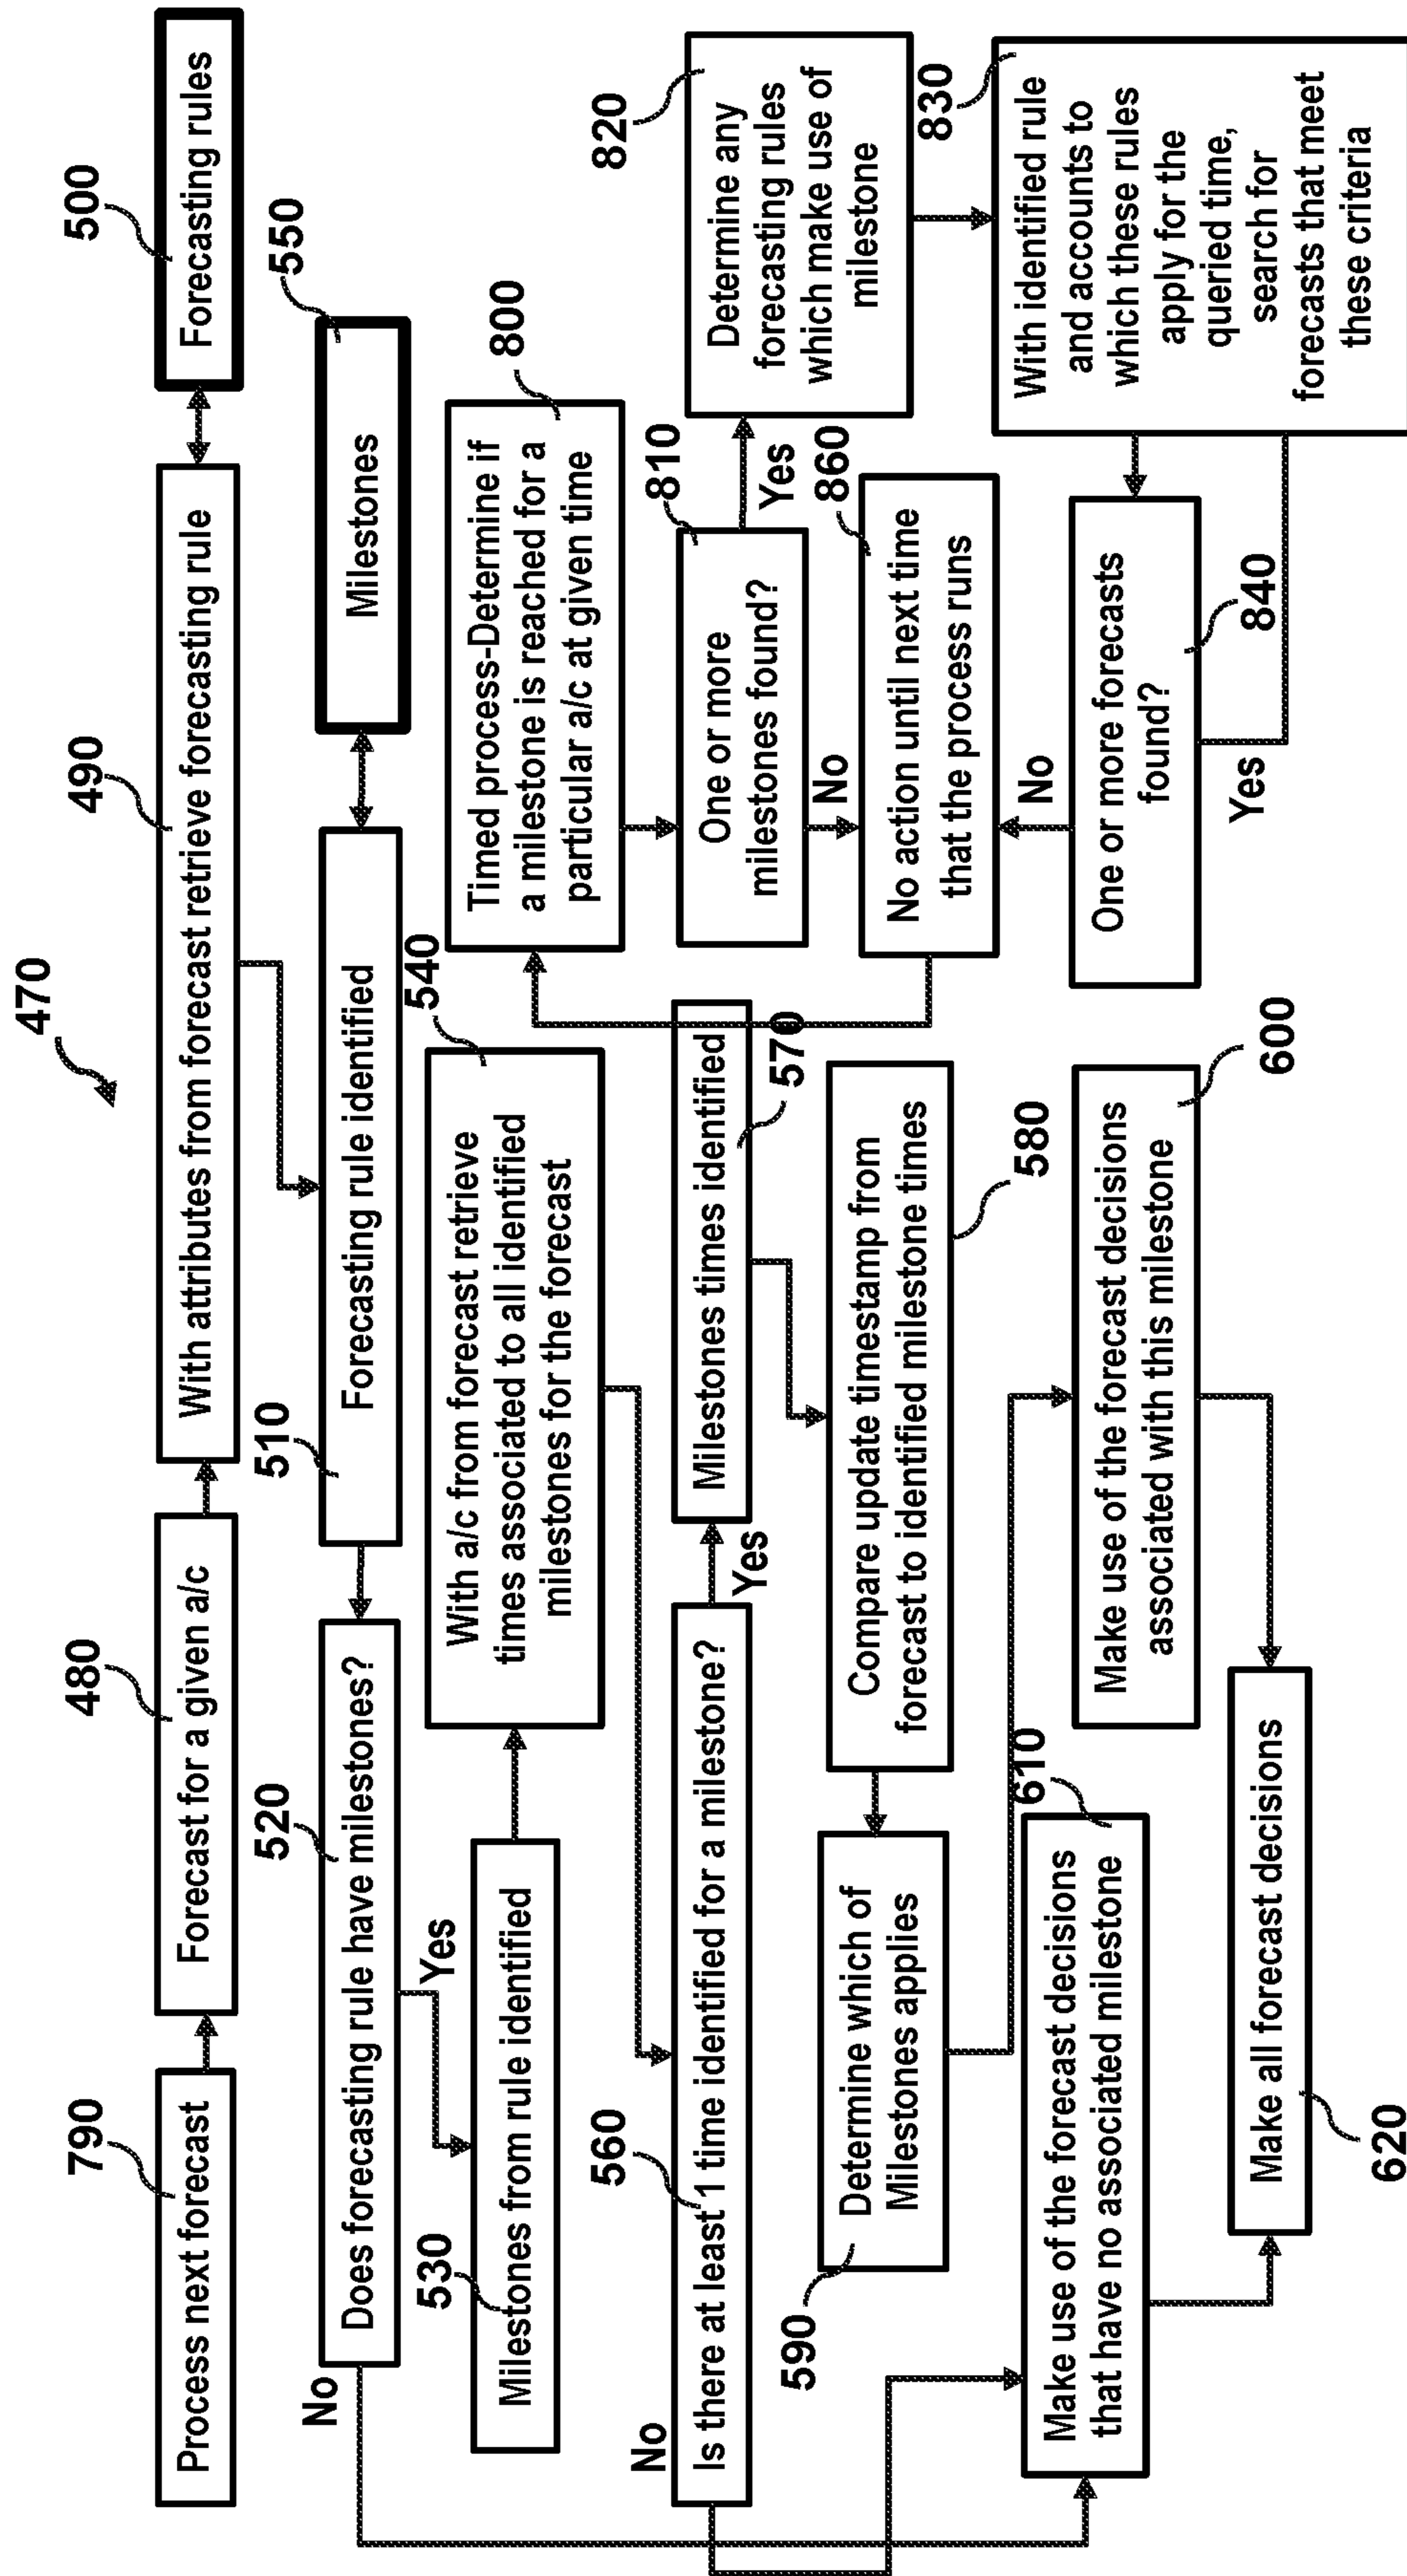 470
790
Process next forecast
480
Forecast for a given a/c
490
With attributes from forecast retrieve forecasting rule
500
Forecasting rules
520
Does forecasting rule have milestones?
No
Yes
510
Forecasting rule identified
550
Milestones
530
Milestones from rule identified
540
With a/c from forecast retrieve
times associated to all identified
milestones for the forecast
800
Timed process-Determine if
a milestone is reached for a
particular a/c at given time
560
Is there at least 1 time identified for a milestone?
No
Yes
570
Milestones times identified
810
One or more
milestones found?
Yes
No
820
Determine any
forecasting rules
which make use of
milestone
590
Determine which of
Milestones applies
580
Compare update timestamp from
forecast to identified milestone times
860
No action until next time
that the process runs
No
830
With identified rule
and accounts to
which these rules
apply for the
queried time,
search for
forecasts that meet
these criteria
610
Make use of the forecast decisions
that have no associated milestone
600
Make use of the forecast decisions
associated with this milestone
840
One or more forecasts
found?
Yes
620
Make all forecast decisions